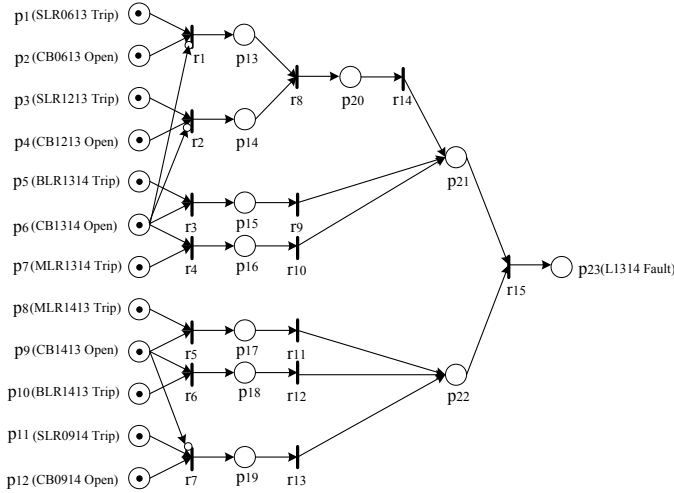 p1(SLR0613 Trip)
r1
p13
p2(CB0613 Open)
p3(SLR1213 Trip)
r8
p20
r14
r2
p14
p4(CB1213 Open)
p5(BLR1314 Trip)
p21
r3
p15
r9
p6(CB1314 Open)
p7(MLR1314 Trip)
r4
p16
r10
p23(L1314 Fault)
r15
p8(MLR1413 Trip)
r5
p17
r11
p9(CB1413 Open)
r6
p18
r12
p22
p10(BLR1413 Trip)
p11(SLR0914 Trip)
r7
p19
r13
p12(CB0914 Open)